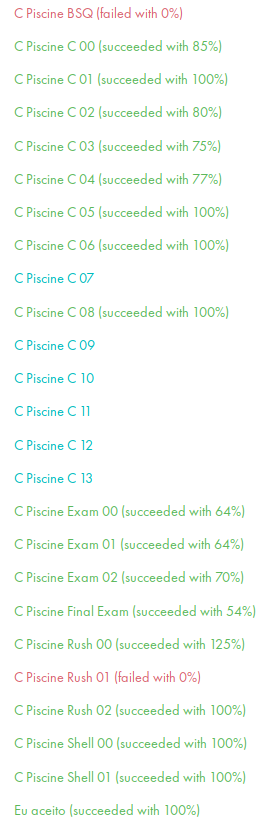 C Piscine BSQ (failed with 0%)
C Piscine C 00 (succeeded with 85%)
C Piscine C 01 (succeeded with 100%)
C Piscine C 02 (succeeded with 80%)
C Piscine C 03 (succeeded with 75%)
C Piscine C 04 (succeeded with 77%)
C Piscine C 05 (succeeded with 100%)
C Piscine C 06 (succeeded with 100%)
C Piscine C 07
C Piscine C 08 (succeeded with 100%)
C Piscine C 09
C Piscine C 10
C Piscine C 11
C Piscine C 12
C Piscine C 13
C Piscine Exam 00 (succeeded with 64%)
C Piscine Exam 01 (succeeded with 64%)
C Piscine Exam 02 (succeeded with 70%)
C Piscine Final Exam (succeeded with 54%)
C Piscine Rush 00 (succeeded with 125%)
C Piscine Rush 01 (failed with 0%)
C Piscine Rush 02 (succeeded with 100%)
C Piscine Shell 00 (succeeded with 100%)
C Piscine Shell 01 (succeeded with 100%)
Eu aceito (succeeded with 100%)